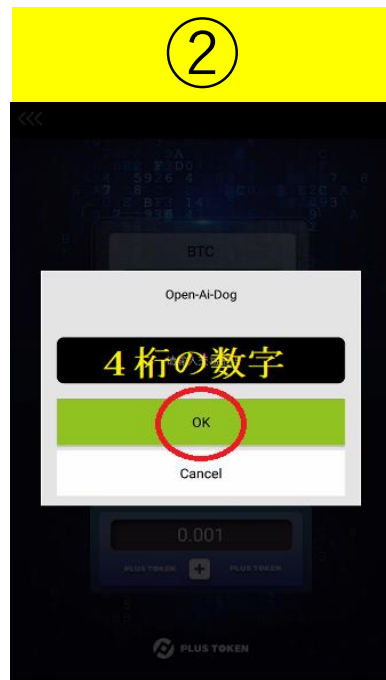 ②
BTC
Open-Ai-Dog
4桁の数字
OK
Cancel
0.001
PLUS TOKEN + PLUS TOKEN
PLUS TOKEN